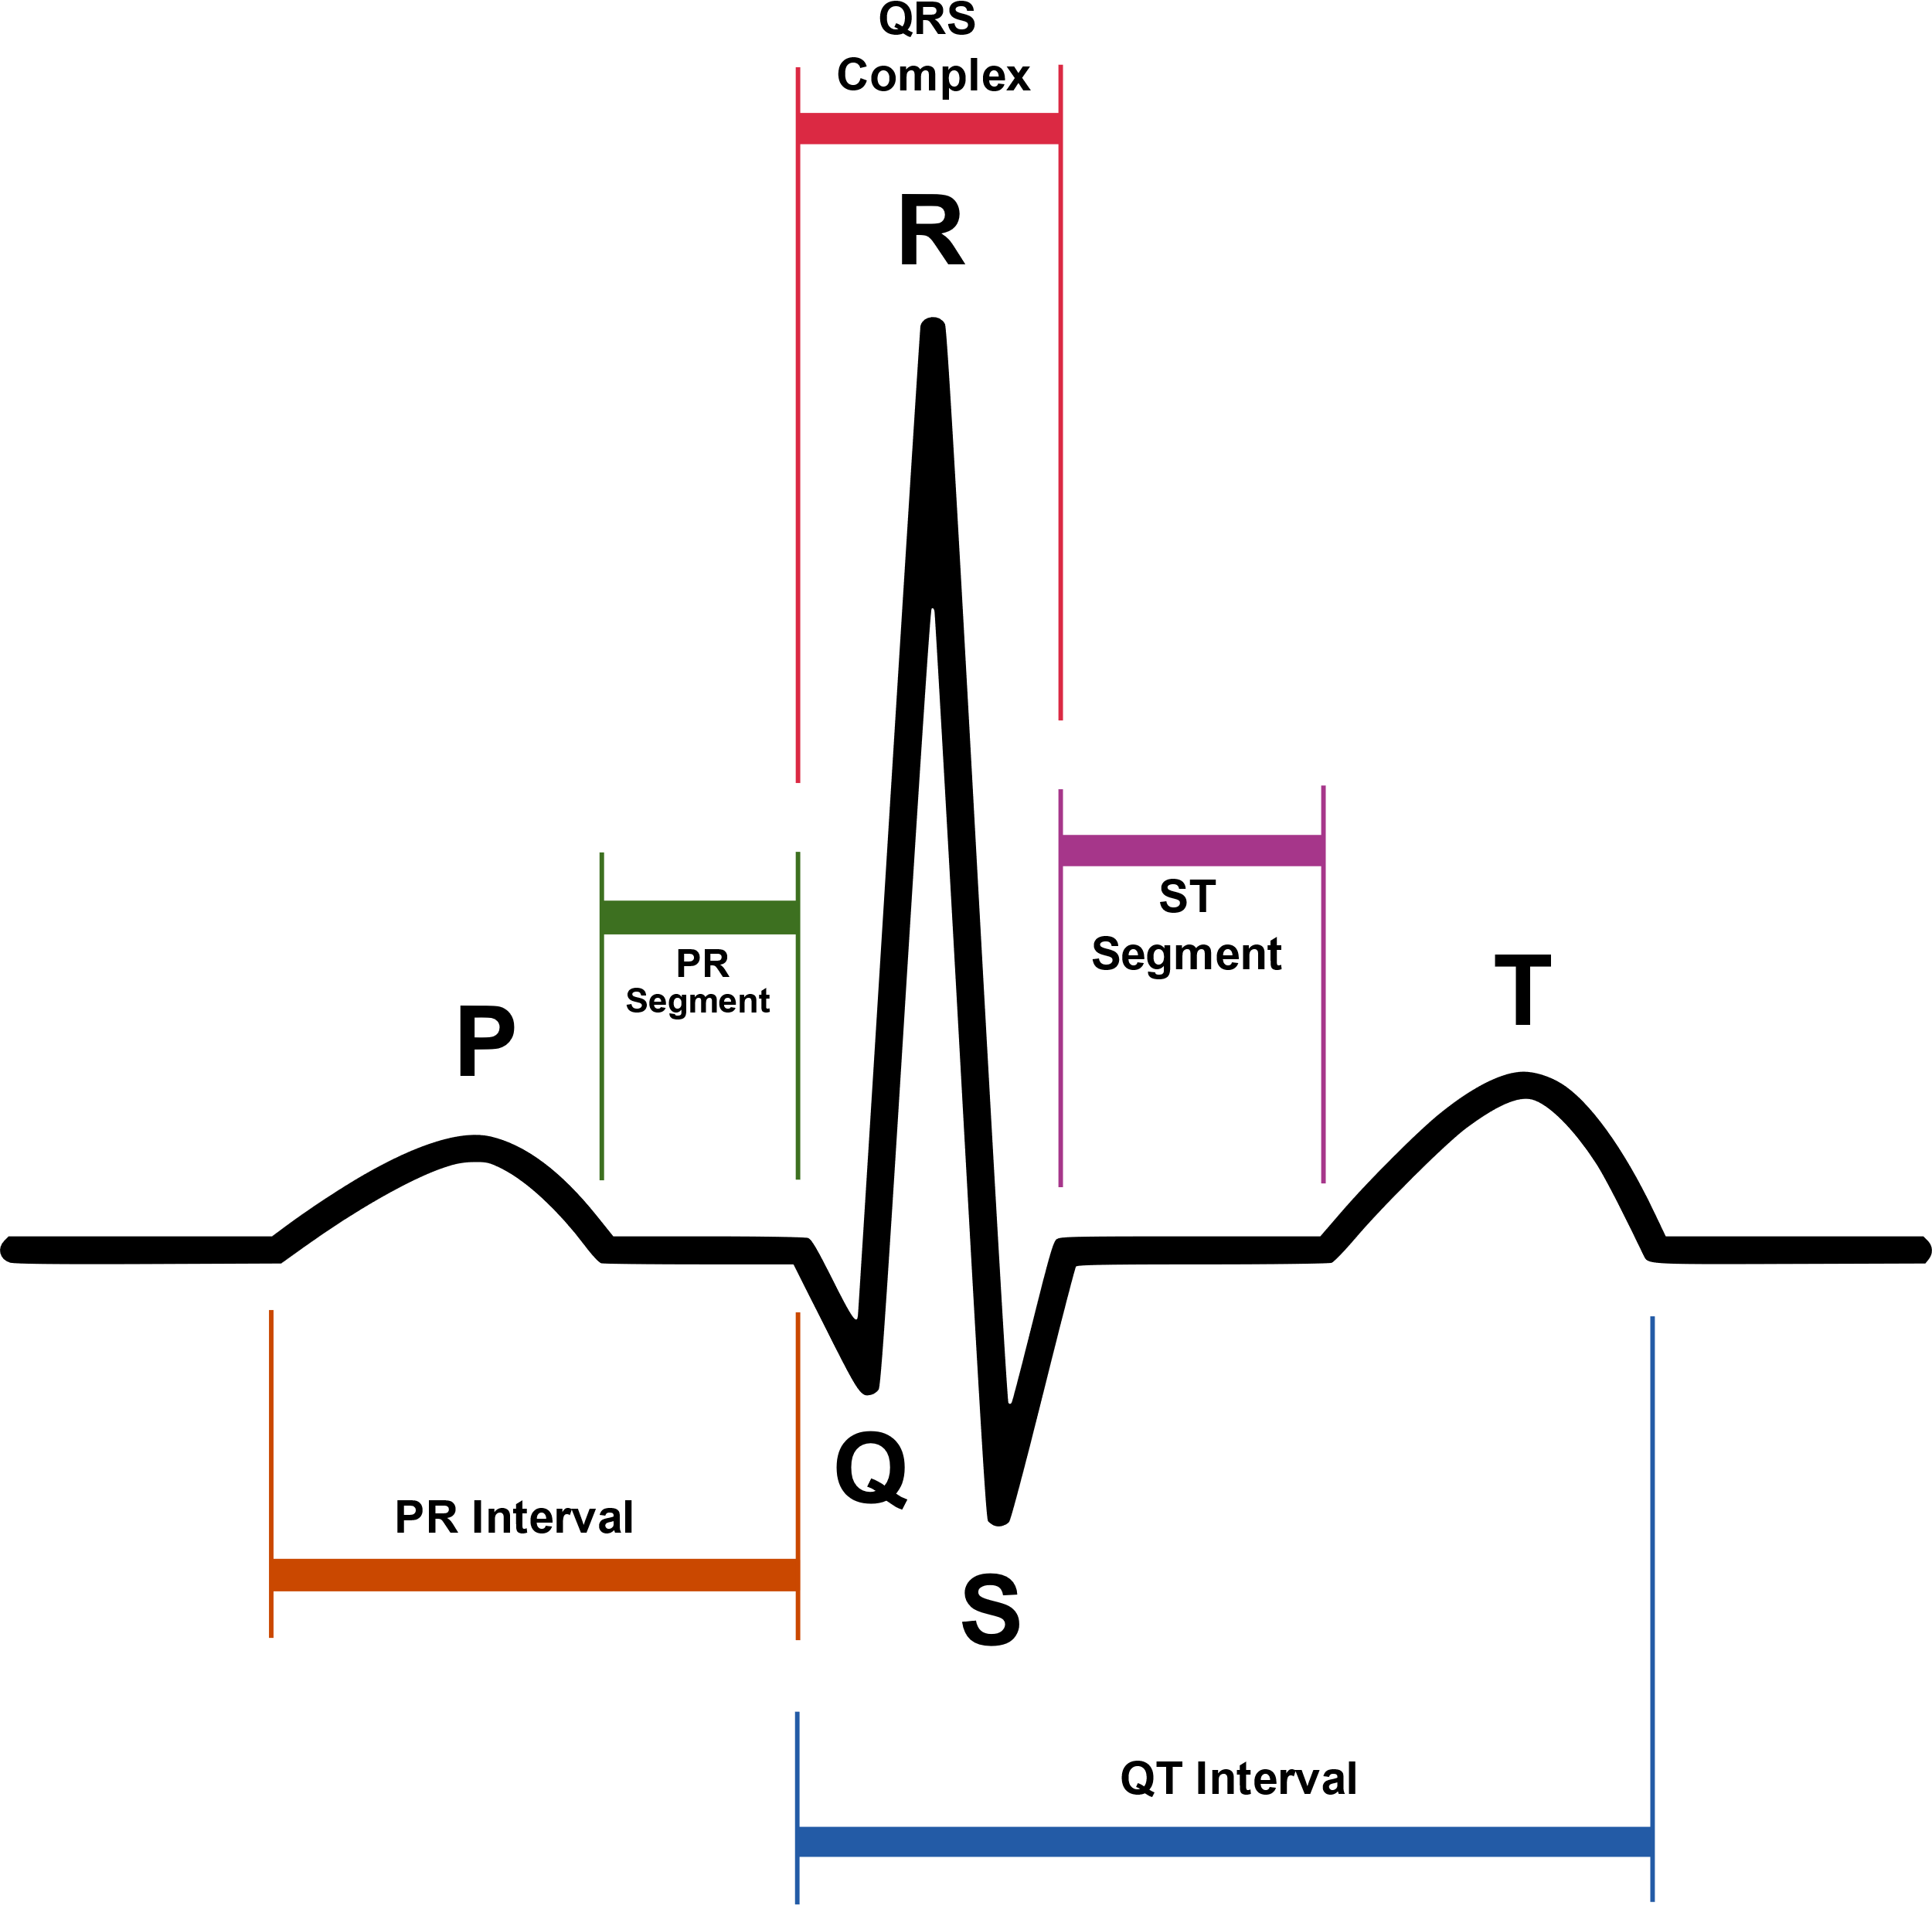 QRS
Complex
R
ST
Segment
PR
Segment
T
P
Q
PR Interval
S
QT Interval